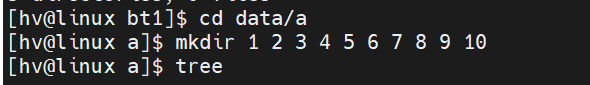 [hv@linux bt1]$ cd data/a
[hv@linux a]$ mkdir 1 2 3 4 5 6 7 8 9 10
[hv@linux a]$ tree